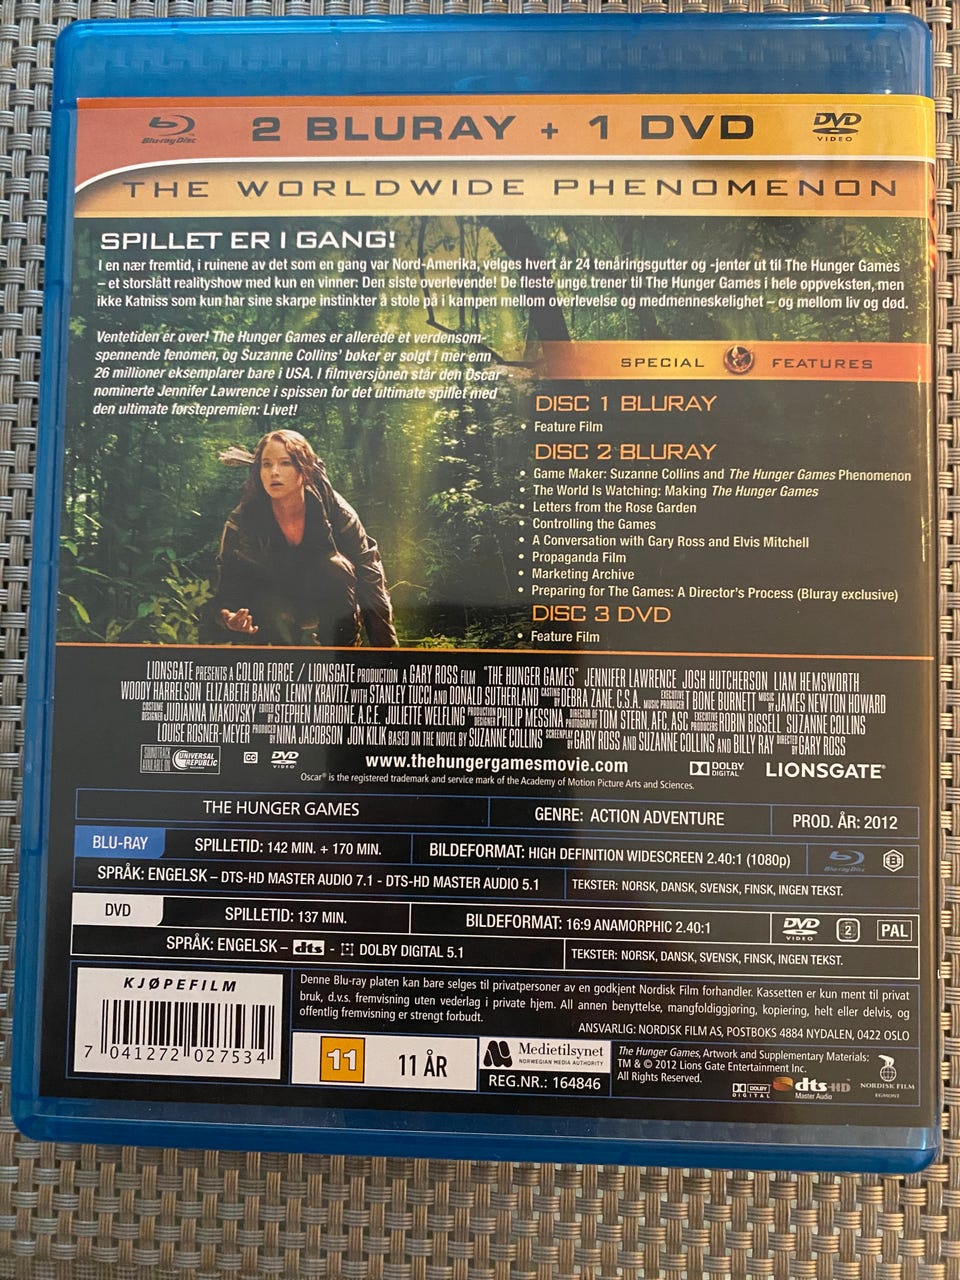 Blu-ray Disc 2 BLURAY + 1 DVD DVD VIDEO
THE WORLDWIDE PHENOMENON
SPILLET ER I GANG!
I en nær fremtid, i ruinene av det som en gang var Nord-Amerika, velges hvert år 24 tenåringsgutter og -jenter ut til The Hunger Games
– et storslått realityshow med kun en vinner: Den siste overlevende! De fleste unge trener til The Hunger Games i hele oppveksten, men
ikke Katniss som kun har sine skarpe instinkter å stole på i kampen mellom overlevelse og medmenneskelighet – og mellom liv og død.
Ventetiden er over! The Hunger Games er allerede et verdensom-
spennende fenomen, og Suzanne Collins' bøker er solgt i mer enn
26 millioner eksemplarer bare i USA. I filmversjonen står den Oscar®-
nominerte Jennifer Lawrence i spissen for det ultimate spillet med
den ultimate førstepremien: Livet!
SPECIAL FEATURES
DISC 1 BLURAY
• Feature Film
DISC 2 BLURAY
• Game Maker: Suzanne Collins and The Hunger Games Phenomenon
• The World Is Watching: Making The Hunger Games
• Letters from the Rose Garden
• Controlling the Games
• A Conversation with Gary Ross and Elvis Mitchell
• Propaganda Film
• Marketing Archive
• Preparing for The Games: A Director's Process (Bluray exclusive)
DISC 3 DVD
• Feature Film
LIONSGATE PRESENTS A COLOR FORCE / LIONSGATE PRODUCTION A GARY ROSS FILM "THE HUNGER GAMES" JENNIFER LAWRENCE JOSH HUTCHERSON LIAM HEMSWORTH
WOODY HARRELSON ELIZABETH BANKS LENNY KRAVITZ WITH STANLEY TUCCI AND DONALD SUTHERLAND CASTING BY DEBRA ZANE, C.S.A. EXECUTIVE MUSIC PRODUCER T BONE BURNETT MUSIC BY JAMES NEWTON HOWARD
COSTUME DESIGNER JUDIANNA MAKOVSKY EDITED BY STEPHEN MIRRIONE, A.C.E. JULIETTE WELFLING PRODUCTION DESIGNER PHILIP MESSINA DIRECTOR OF PHOTOGRAPHY TOM STERN, AFC, ASC EXECUTIVE PRODUCERS ROBIN BISSELL SUZANNE COLLINS
LOUISE ROSNER-MEYER PRODUCED BY NINA JACOBSON JON KILIK BASED ON THE NOVEL BY SUZANNE COLLINS SCREENPLAY BY GARY ROSS AND SUZANNE COLLINS AND BILLY RAY DIRECTED BY GARY ROSS
SOUNDTRACK AVAILABLE ON UNIVERSAL REPUBLIC CC DVD VIDEO www.thehungergamesmovie.com DOLBY DIGITAL LIONSGATE®
Oscar® is the registered trademark and service mark of the Academy of Motion Picture Arts and Sciences.
THE HUNGER GAMES GENRE: ACTION ADVENTURE PROD. ÅR: 2012
BLU-RAY SPILLETID: 142 MIN. + 170 MIN. BILDEFORMAT: HIGH DEFINITION WIDESCREEN 2.40:1 (1080p) Blu-ray Disc B
SPRÅK: ENGELSK – DTS-HD MASTER AUDIO 7.1 - DTS-HD MASTER AUDIO 5.1 TEKSTER: NORSK, DANSK, SVENSK, FINSK, INGEN TEKST.
DVD SPILLETID: 137 MIN. BILDEFORMAT: 16:9 ANAMORPHIC 2.40:1 DVD VIDEO 2 PAL
SPRÅK: ENGELSK – dts - DOLBY DIGITAL 5.1 TEKSTER: NORSK, DANSK, SVENSK, FINSK, INGEN TEKST.
KJØPEFILM
7 041272 027534
Denne Blu-ray platen kan bare selges til privatpersoner av en godkjent Nordisk Film forhandler. Kassetten er kun ment til privat
bruk, d.v.s. fremvisning uten vederlag i private hjem. All annen benyttelse, mangfoldiggjøring, kopiering, helt eller delvis, og
offentlig fremvisning er strengt forbudt.
ANSVARLIG: NORDISK FILM AS, POSTBOKS 4884 NYDALEN, 0422 OSLO
11 11 ÅR
Medietilsynet
NORWEGIAN MEDIA AUTHORITY
REG.NR.: 164846
The Hunger Games, Artwork and Supplementary Materials:
TM & © 2012 Lions Gate Entertainment Inc.
All Rights Reserved.
DOLBY DIGITAL dts-HD Master Audio
NORDISK FILM
EGMONT